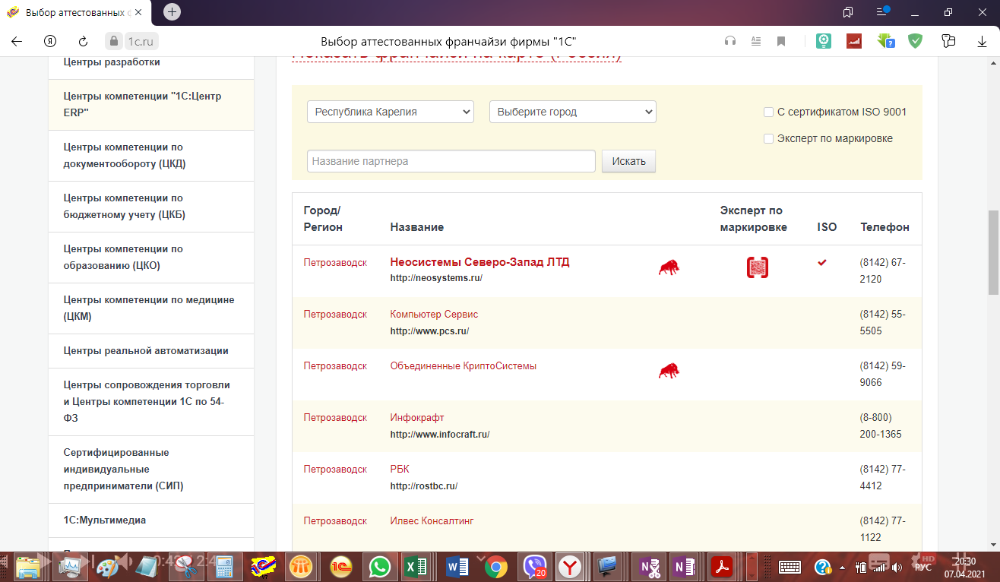 Выбор аттестованных
1c.ru
Выбор аттестованных франчайзи фирмы "1С"
Центры разработки
Центры компетенции "1С:Центр
ERP"
Центры компетенции по
документообороту (ЦКД)
Центры компетенции по
бюджетному учету (ЦКБ)
Центры компетенции по
образованию (ЦКО)
Центры компетенции по медицине
(ЦКМ)
Центры реальной автоматизации
Центры сопровождения торговли
и Центры компетенции 1С по 54-
ФЗ
Сертифицированные
индивидуальные
предприниматели (СИП)
1С:Мультимедиа
Показать франчайзи на карте (Россия)
Республика Карелия
Выберите город
С сертификатом ISO 9001
Эксперт по маркировке
Название партнера
Искать
Город/
Регион
Название
Эксперт по
маркировке
ISO
Телефон
Петрозаводск
Неосистемы Северо-Запад ЛТД
http://neosystems.ru/
(8142) 67-
2120
Петрозаводск
Компьютер Сервис
http://www.pcs.ru/
(8142) 55-
5505
Петрозаводск
Объединенные КриптоСистемы
(8142) 59-
9066
Петрозаводск
Инфокрафт
http://www.infocraft.ru/
(8-800)
200-1365
Петрозаводск
РБК
http://rostbc.ru/
(8142) 77-
4412
Петрозаводск
Илвес Консалтинг
(8142) 77-
1122
20
РУС
HD
20:30
07.04.2021